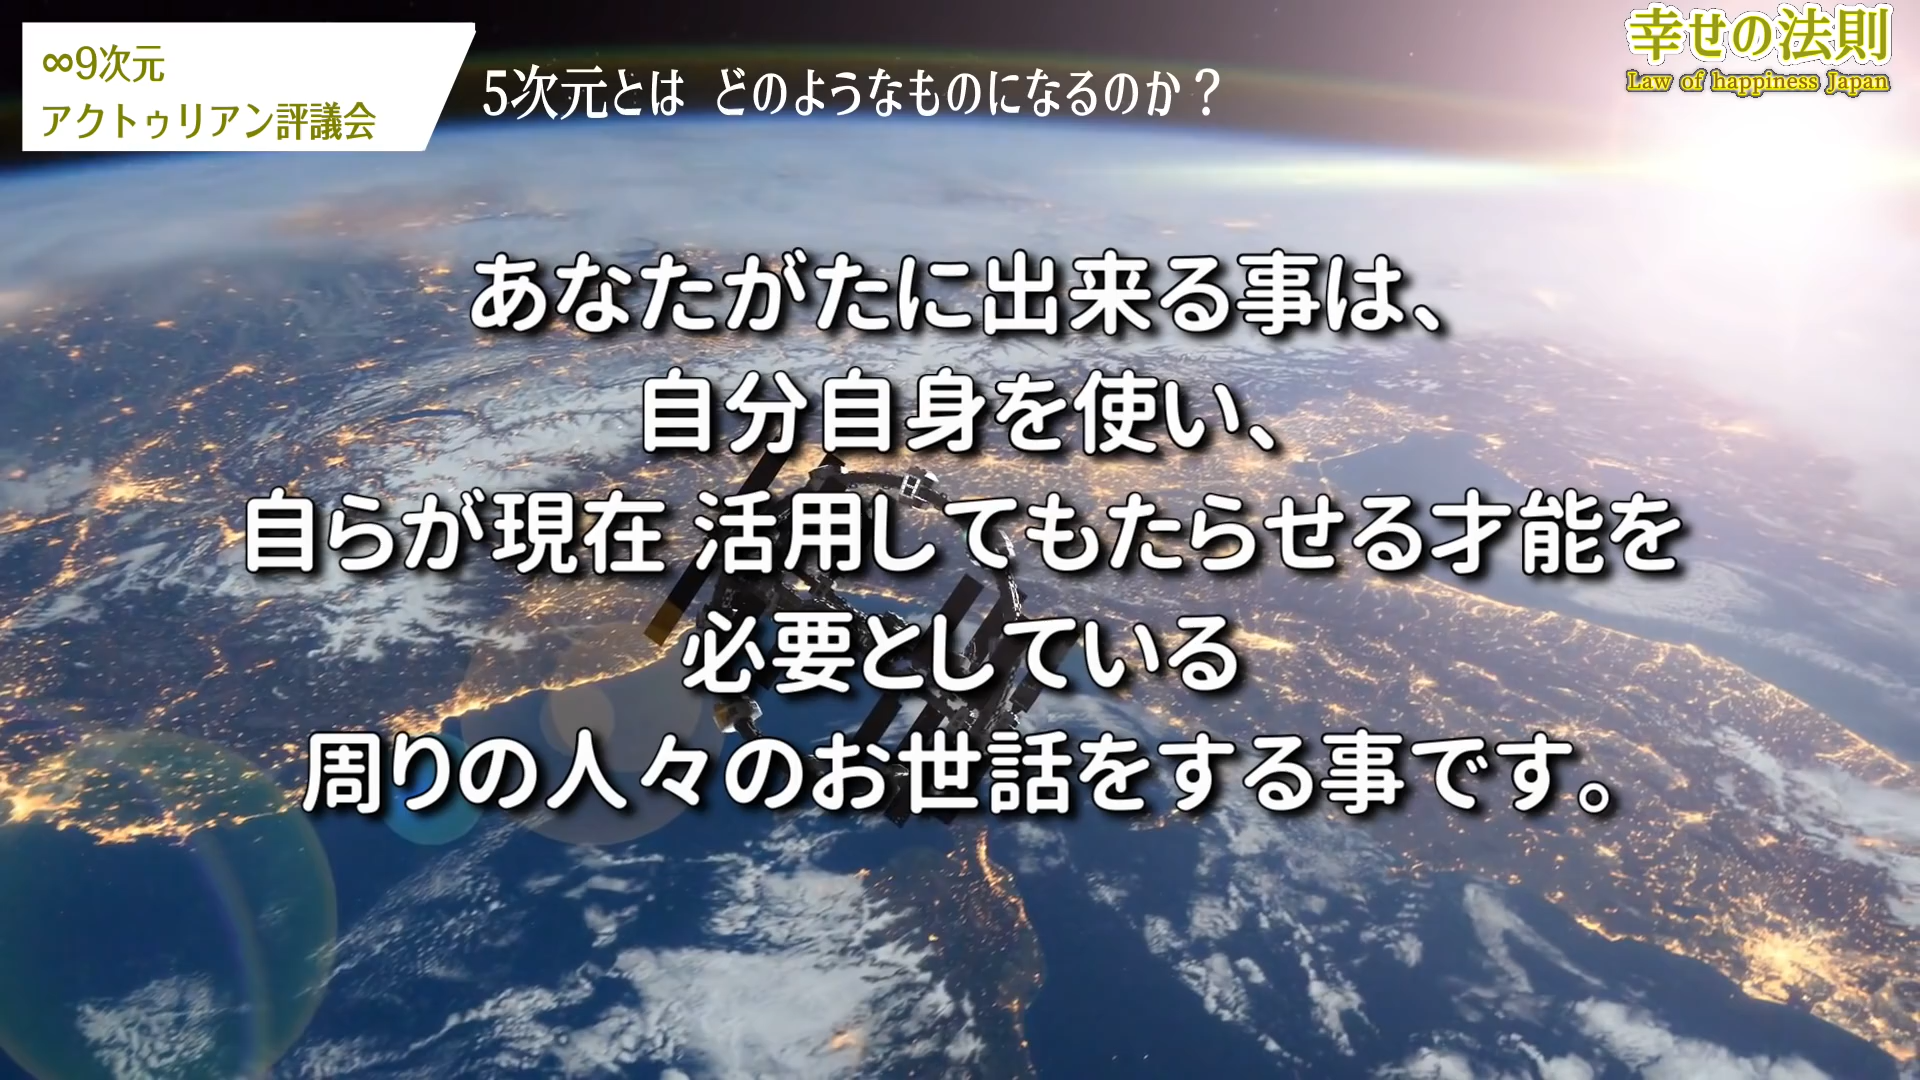 ∞9次元
アクトゥリアン評議会
5次元とは どのようなものになるのか？
幸せの法則
Law of happiness Japan
あなたがたに出来る事は、
自分自身を使い、
自らが現在 活用してもたらせる才能を
必要としている
周りの人々のお世話をする事です。